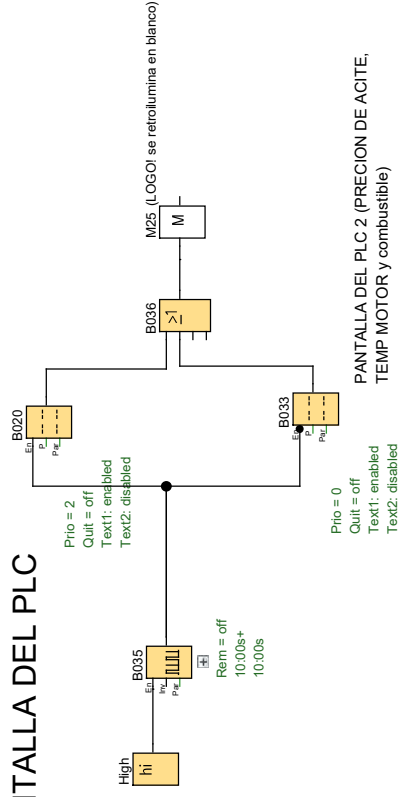 NTALLA DEL PLC
High
hi
B035
En
Inv
Par
+
Rem = off
10:00s+
10:00s
B020
En
P
Par
Prio = 2
Quit = off
Text1: enabled
Text2: disabled
B036
≥1
M25 (LOGO! se retroilumina en blanco)
M
B033
En
P
Par
Prio = 0
Quit = off
Text1: enabled
Text2: disabled
PANTALLA DEL PLC 2 (PRECION DE ACITE,
TEMP MOTOR y combustible)